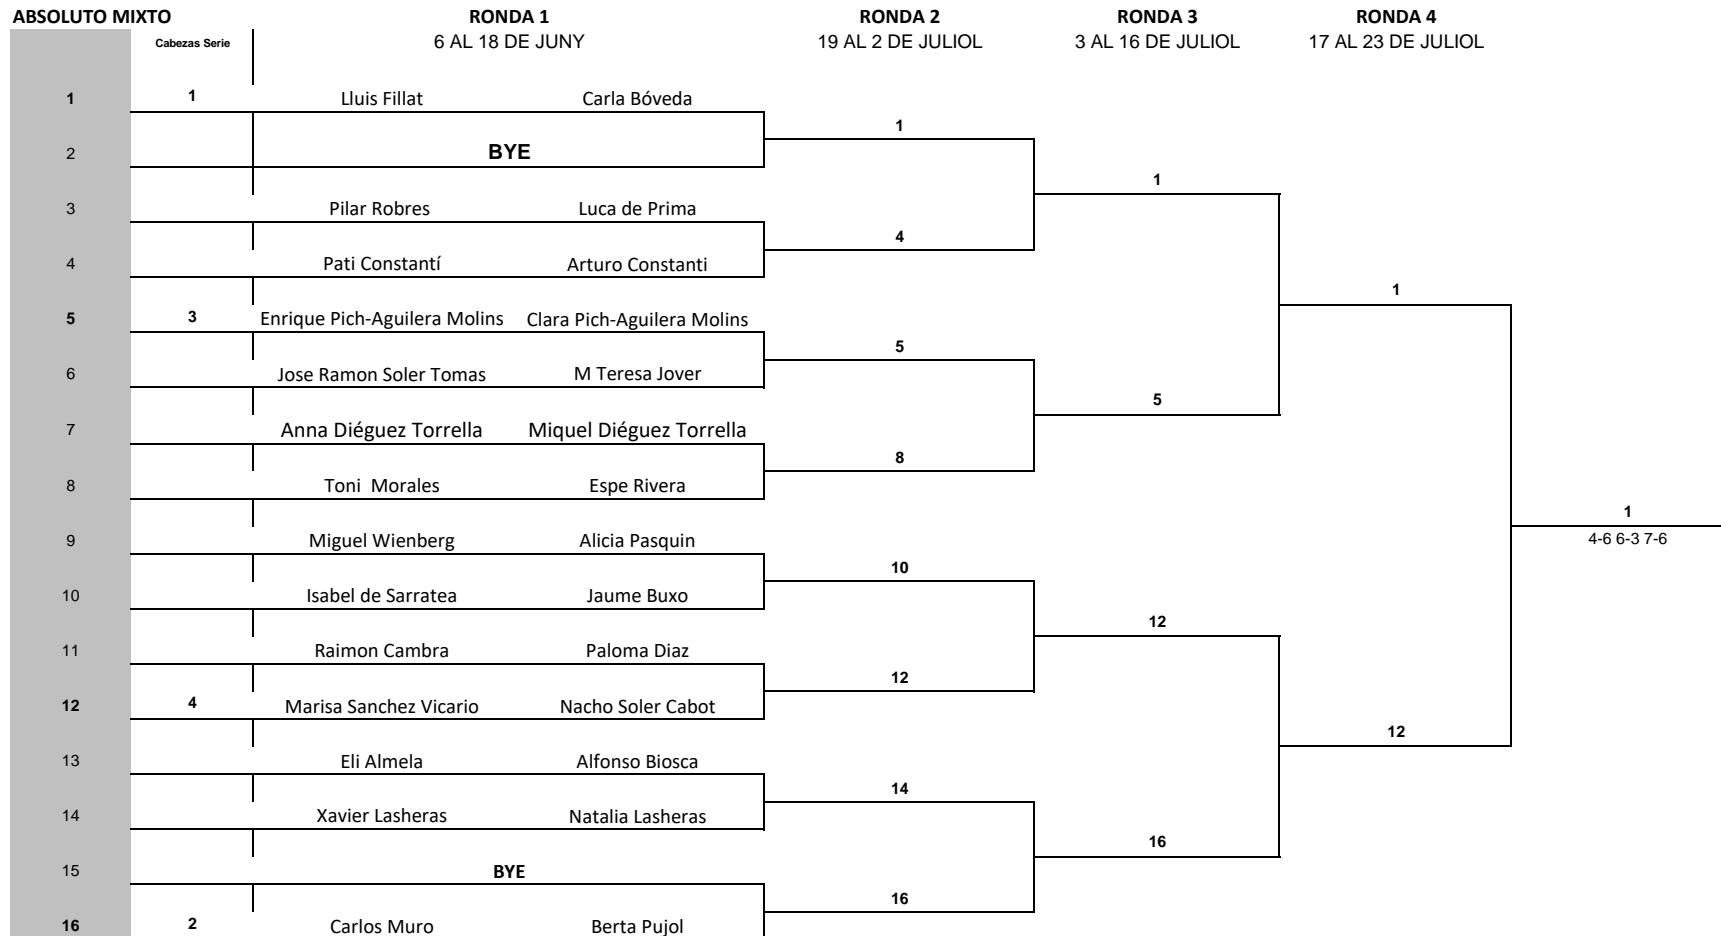 ABSOLUTO MIXTO RONDA 1 RONDA 2 RONDA 3 RONDA 4
Cabezas Serie 6 AL 18 DE JUNY 19 AL 2 DE JULIOL 3 AL 16 DE JULIOL 17 AL 23 DE JULIOL
1 1 Lluis Fillat Carla Bóveda
1
2 BYE
1
3 Pilar Robres Luca de Prima
4
4 Pati Constantí Arturo Constanti
1
5 3 Enrique Pich-Aguilera Molins Clara Pich-Aguilera Molins
5
6 Jose Ramon Soler Tomas M Teresa Jover
5
7 Anna Diéguez Torrella Miquel Diéguez Torrella
8
8 Toni Morales Espe Rivera
1
9 Miguel Wienberg Alicia Pasquin 4-6 6-3 7-6
10
10 Isabel de Sarratea Jaume Buxo
12
11 Raimon Cambra Paloma Diaz
12
12 4 Marisa Sanchez Vicario Nacho Soler Cabot
12
13 Eli Almela Alfonso Biosca
14
14 Xavier Lasheras Natalia Lasheras
16
15 BYE
16
16 2 Carlos Muro Berta Pujol